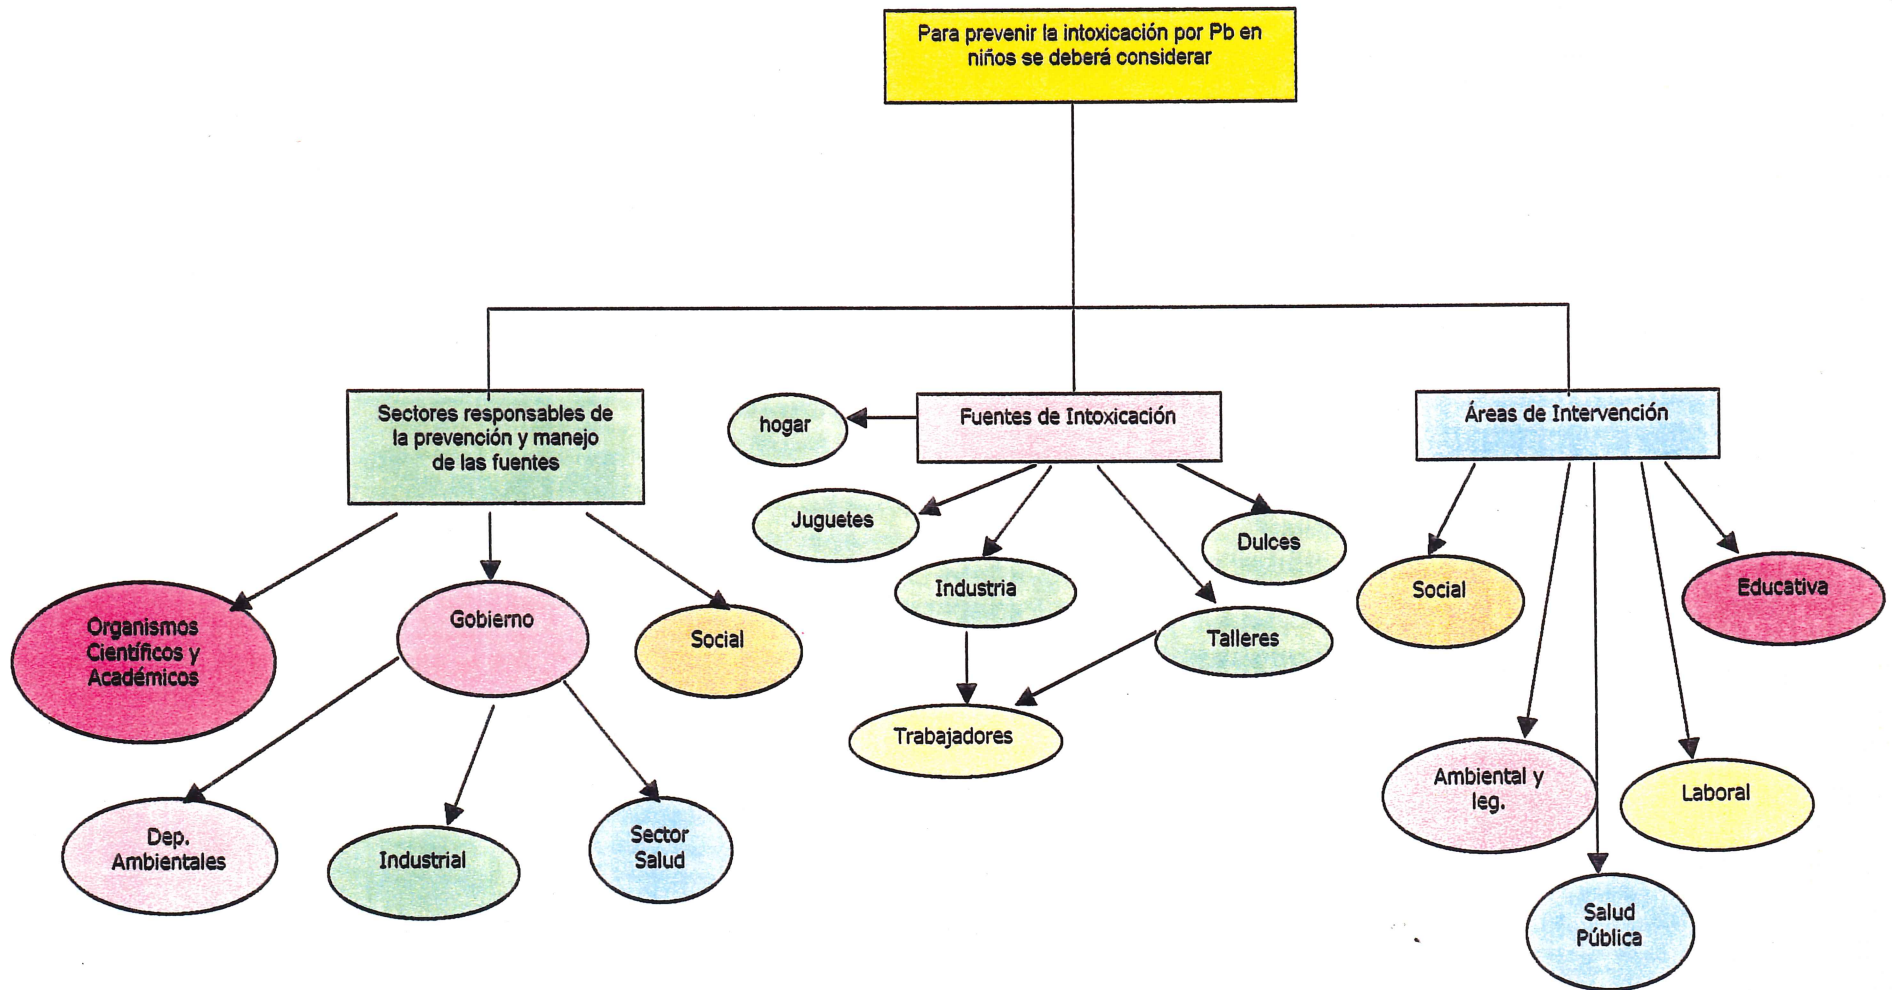 Para prevenir la intoxicación por Pb en
niños se deberá considerar
Sectores responsables de
la prevención y manejo
de las fuentes
hogar
Fuentes de Intoxicación
Áreas de Intervención
Juguetes
Dulces
Industria
Talleres
Trabajadores
Organismos
Científicos y
Académicos
Gobierno
Social
Dep.
Ambientales
Industrial
Sector
Salud
Social
Educativa
Ambiental y
leg.
Laboral
Salud
Pública